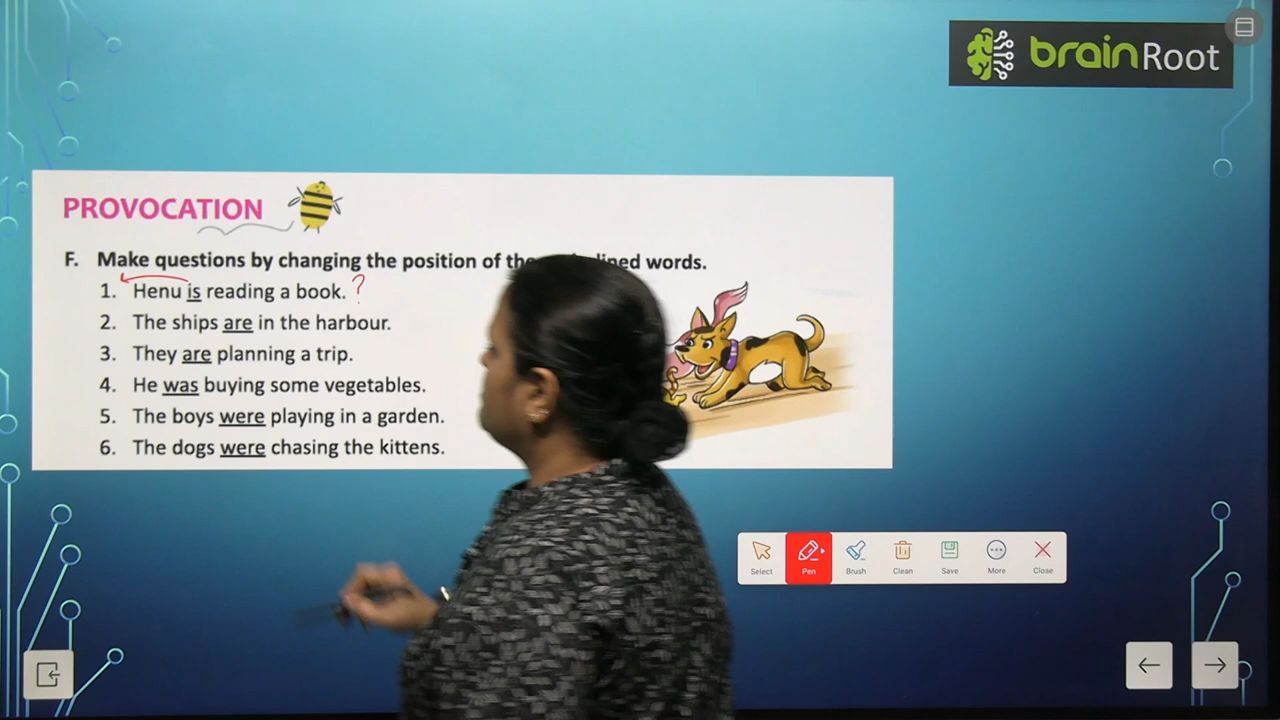 brainRoot
PROVOCATION
F. Make questions by changing the position of the lined words.
1. Henu is reading a book. ?
2. The ships are in the harbour.
3. They are planning a trip.
4. He was buying some vegetables.
5. The boys were playing in a garden.
6. The dogs were chasing the kittens.
Select Pen Brush Clean Save More Close